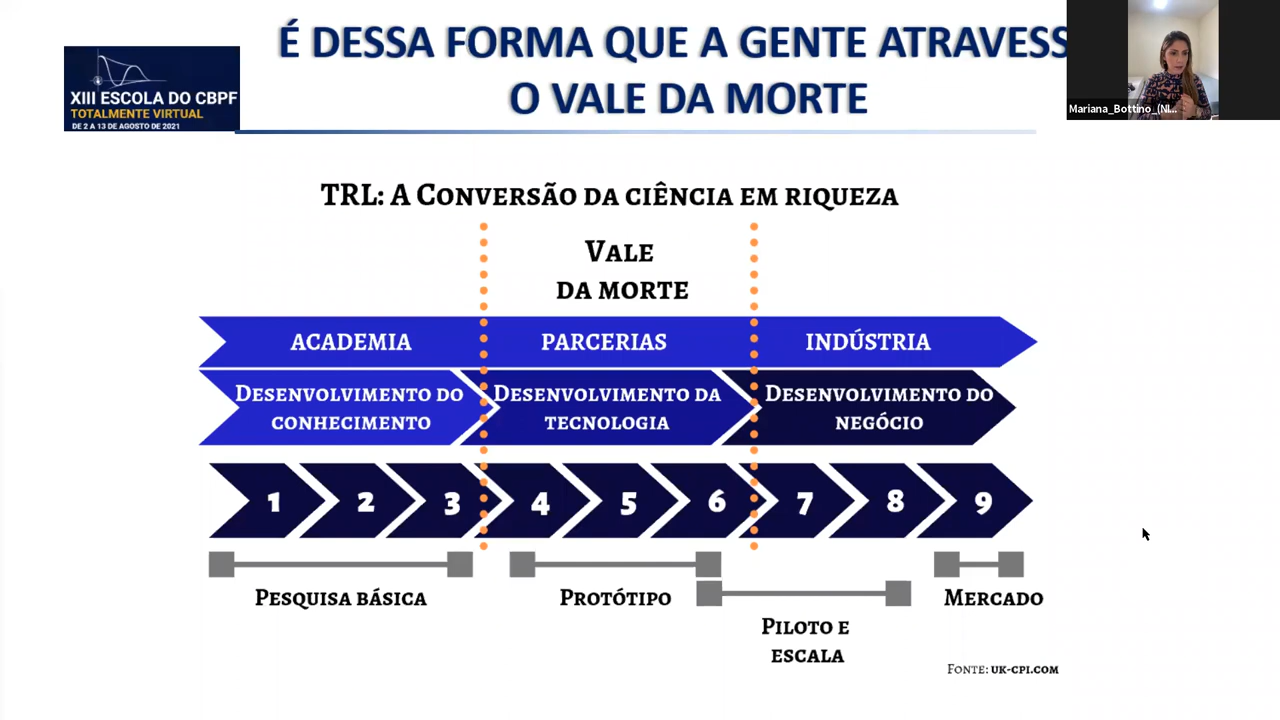 É DESSA FORMA QUE A GENTE ATRAVESS
O VALE DA MORTE
XIII ESCOLA DO CBPF
TOTALMENTE VIRTUAL
DE 2 A 13 DE AGOSTO DE 2021
Mariana_Bottino_(NI...
TRL: A Conversão da ciência em riqueza
Vale
da morte
ACADEMIA
PARCERIAS
INDÚSTRIA
Desenvolvimento do
conhecimento
Desenvolvimento da
tecnologia
Desenvolvimento do
negócio
1 2 3 4 5 6 7 8 9
Pesquisa básica
Protótipo
Mercado
Piloto e
escala
Fonte: uk-cpi.com